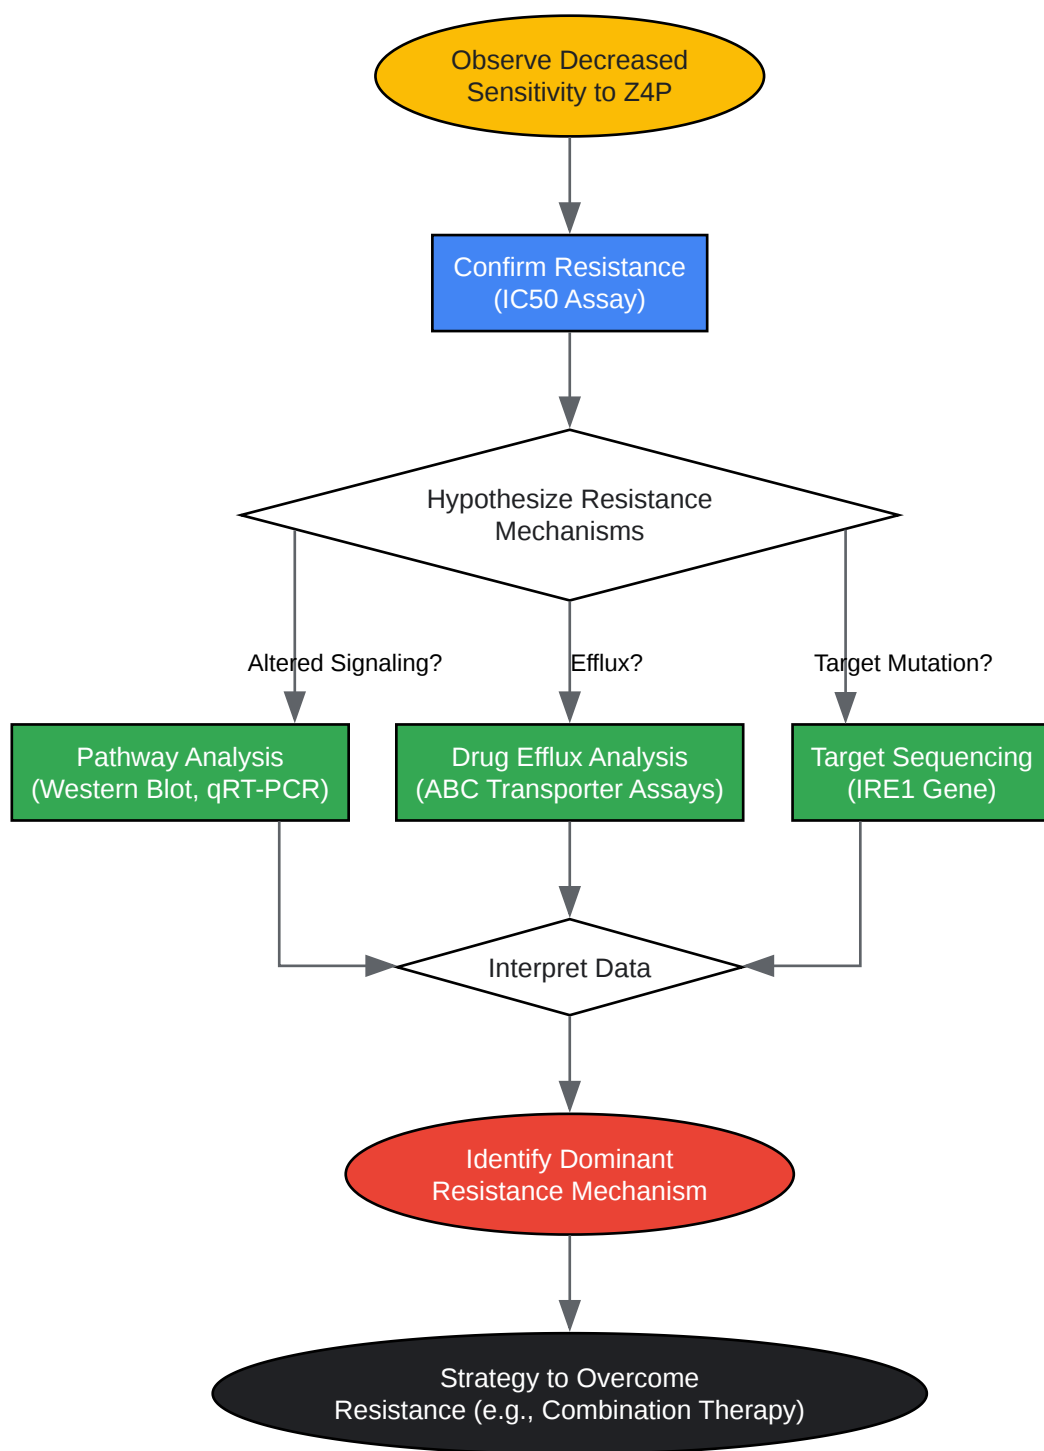 Observe Decreased
Sensitivity to Z4P
Confirm Resistance
(IC50 Assay)
Hypothesize Resistance
Mechanisms
Altered Signaling?
Efflux?
Target Mutation?
Pathway Analysis
(Western Blot, qRT-PCR)
Drug Efflux Analysis
(ABC Transporter Assays)
Target Sequencing
(IRE1 Gene)
Interpret Data
Identify Dominant
Resistance Mechanism
Strategy to Overcome
Resistance (e.g., Combination Therapy)